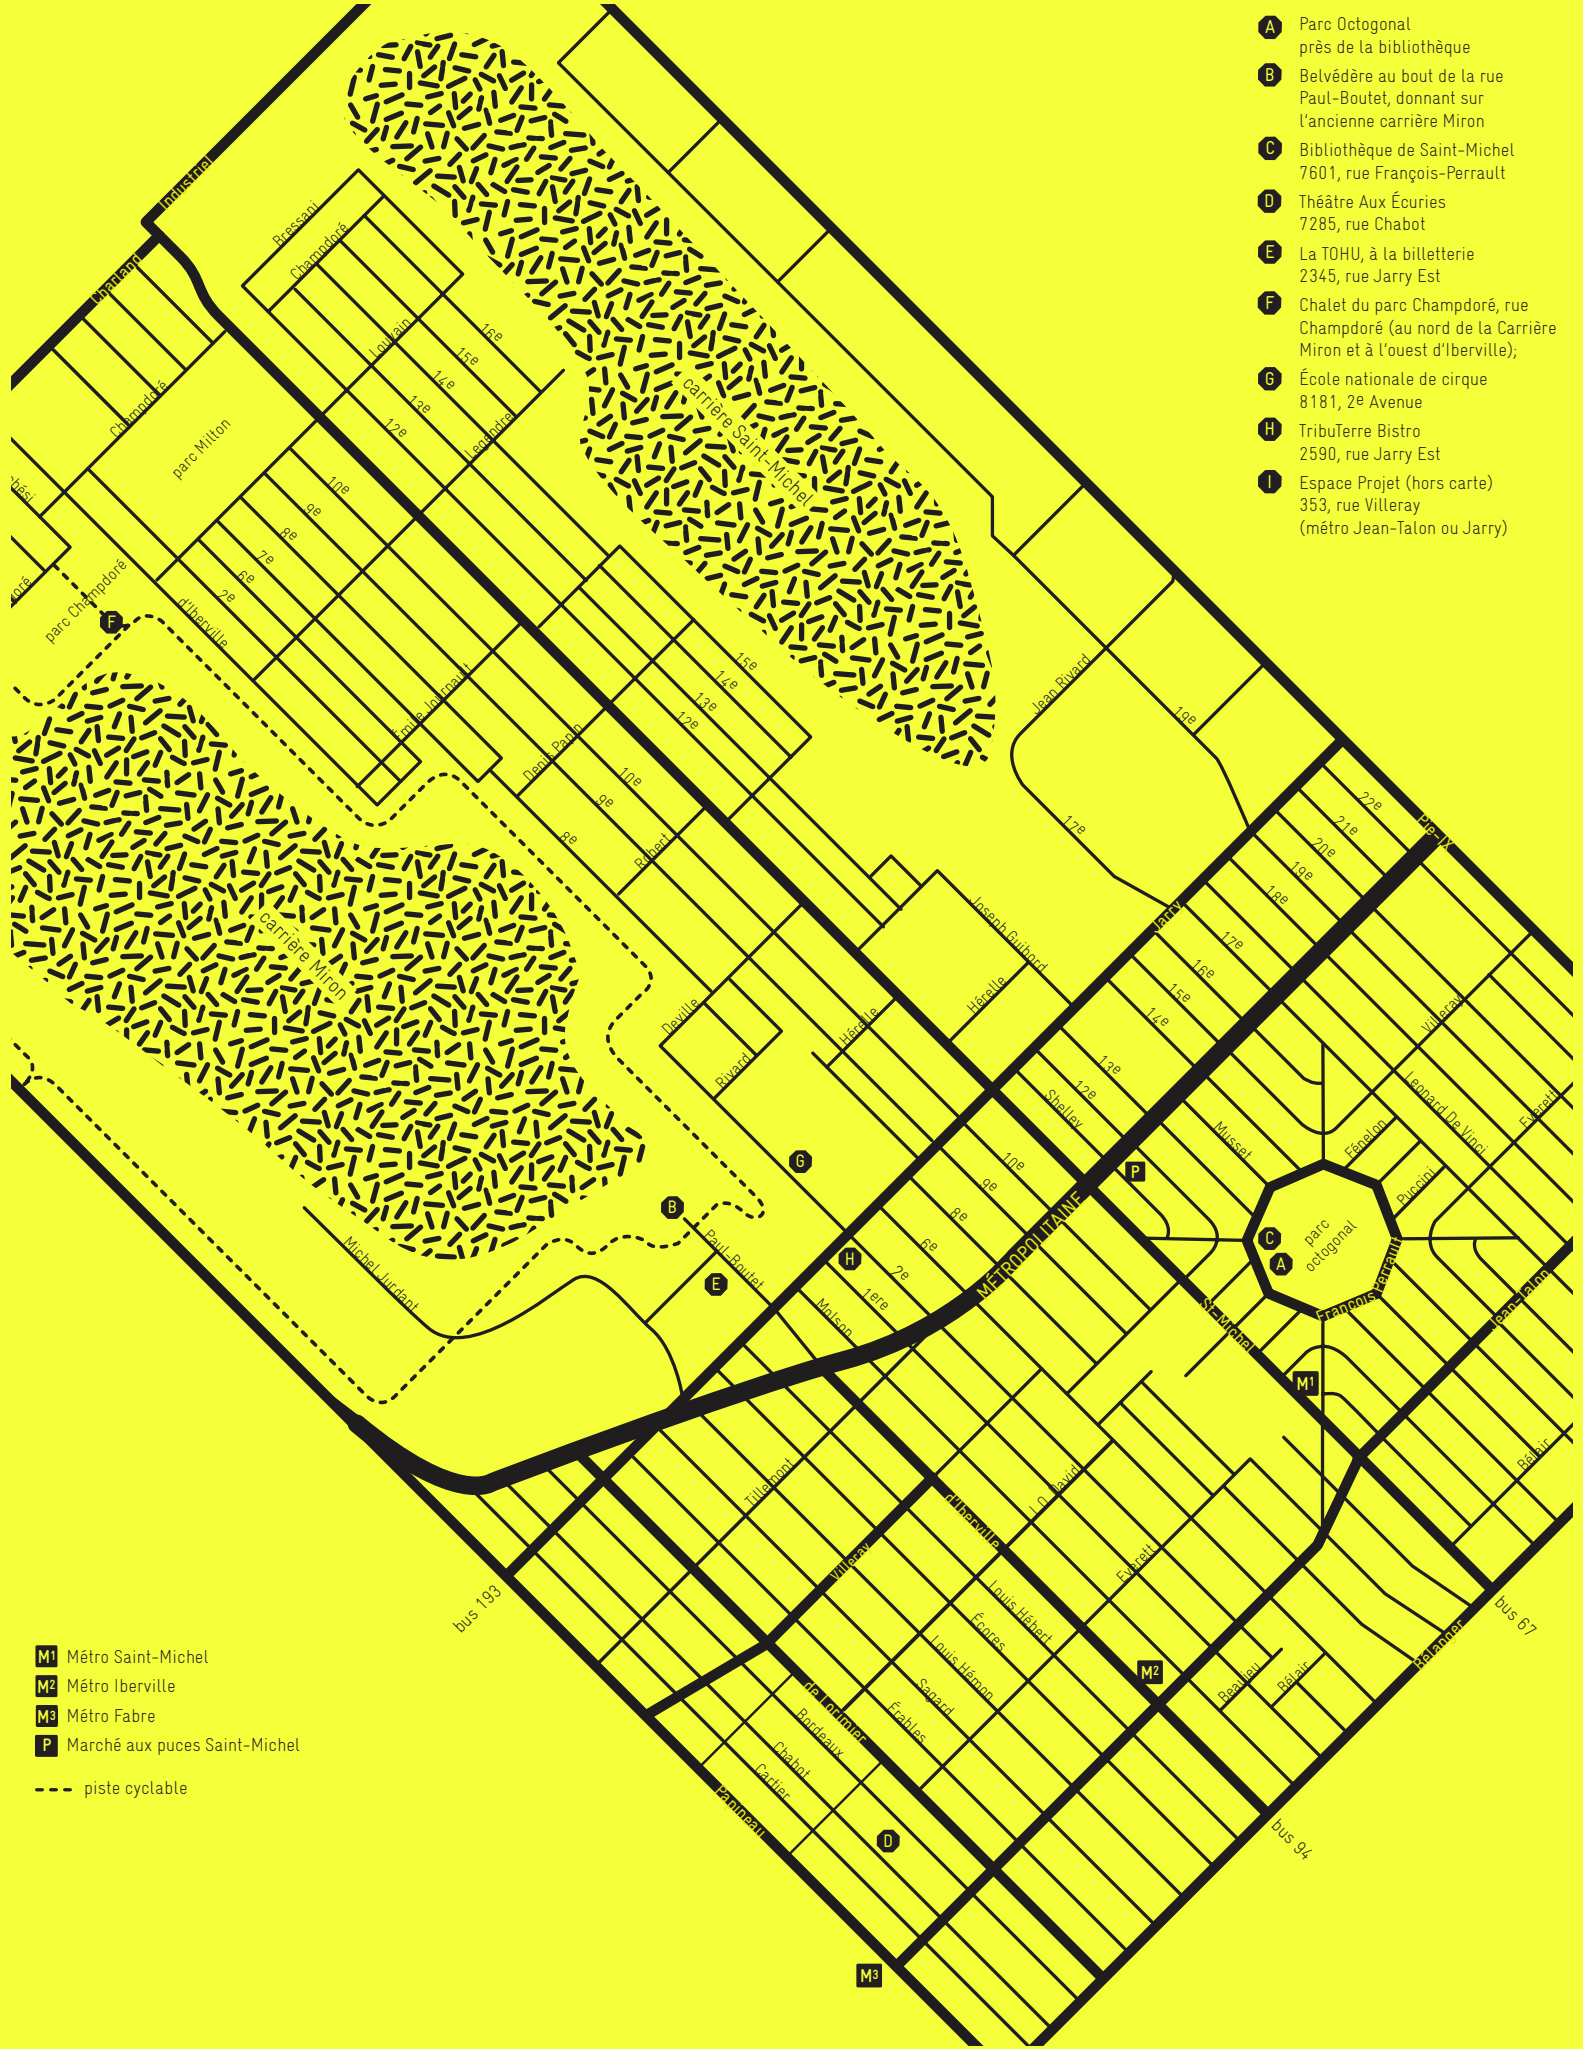 A Parc Octogonal
près de la bibliothèque
B Belvédère au bout de la rue
Paul-Boutet, donnant sur
l'ancienne carrière Miron
C Bibliothèque de Saint-Michel
7601, rue François-Perrault
D Théâtre Aux Écuries
7285, rue Chabot
E La TOHU, à la billetterie
2345, rue Jarry Est
F Chalet du parc Champdoré, rue
Champdoré (au nord de la Carrière
Miron et à l'ouest d'Iberville);
G École nationale de cirque
8181, 2e Avenue
H TribuTerre Bistro
2590, rue Jarry Est
I Espace Projet (hors carte)
353, rue Villeray
(métro Jean-Talon ou Jarry)
Industriel
Charland
Bressani
Champdoré
Louvain
Legendre
16e
15e
14e
13e
12e
Champdoré
parc Millon
carrière Saint-Michel
10e
9e
8e
7e
6e
2e
d'Iberville
parc Champdoré
F
Émile Journault
Denis Papin
15e
14e
13e
12e
10e
9e
8e
Robert
Jean Rivard
19e
17e
Pie-IX
22e
21e
20e
19e
18e
17e
16e
15e
14e
13e
12e
Shelley
Jarry
Joseph Guibord
Hérelle
Hérelle
Deville
Rivard
carrière Miron
Villeray
Leonard De Vinci
Everett
Fénelon
Puccini
Musset
P
C
A
parc
octogonal
François Perrault
Jean-Talon
Bélair
G
B
Paul-Boutet
E
H
10e
9e
8e
6e
2e
1ere
Molson
MÉTROPOLITAINE
St-Michel
M1
Michel Jurdant
Tillemont
Villeray
d'Iberville
J.O. David
Everett
Louis Hébert
Écores
Louis Hémon
Sagard
Érables
de Lorimier
Bordeaux
Chabot
Cartier
Papineau
D
M2
M3
Beaulieu
Bélair
Bélanger
bus 193
bus 67
bus 94
M1 Métro Saint-Michel
M2 Métro Iberville
M3 Métro Fabre
P Marché aux puces Saint-Michel
piste cyclable